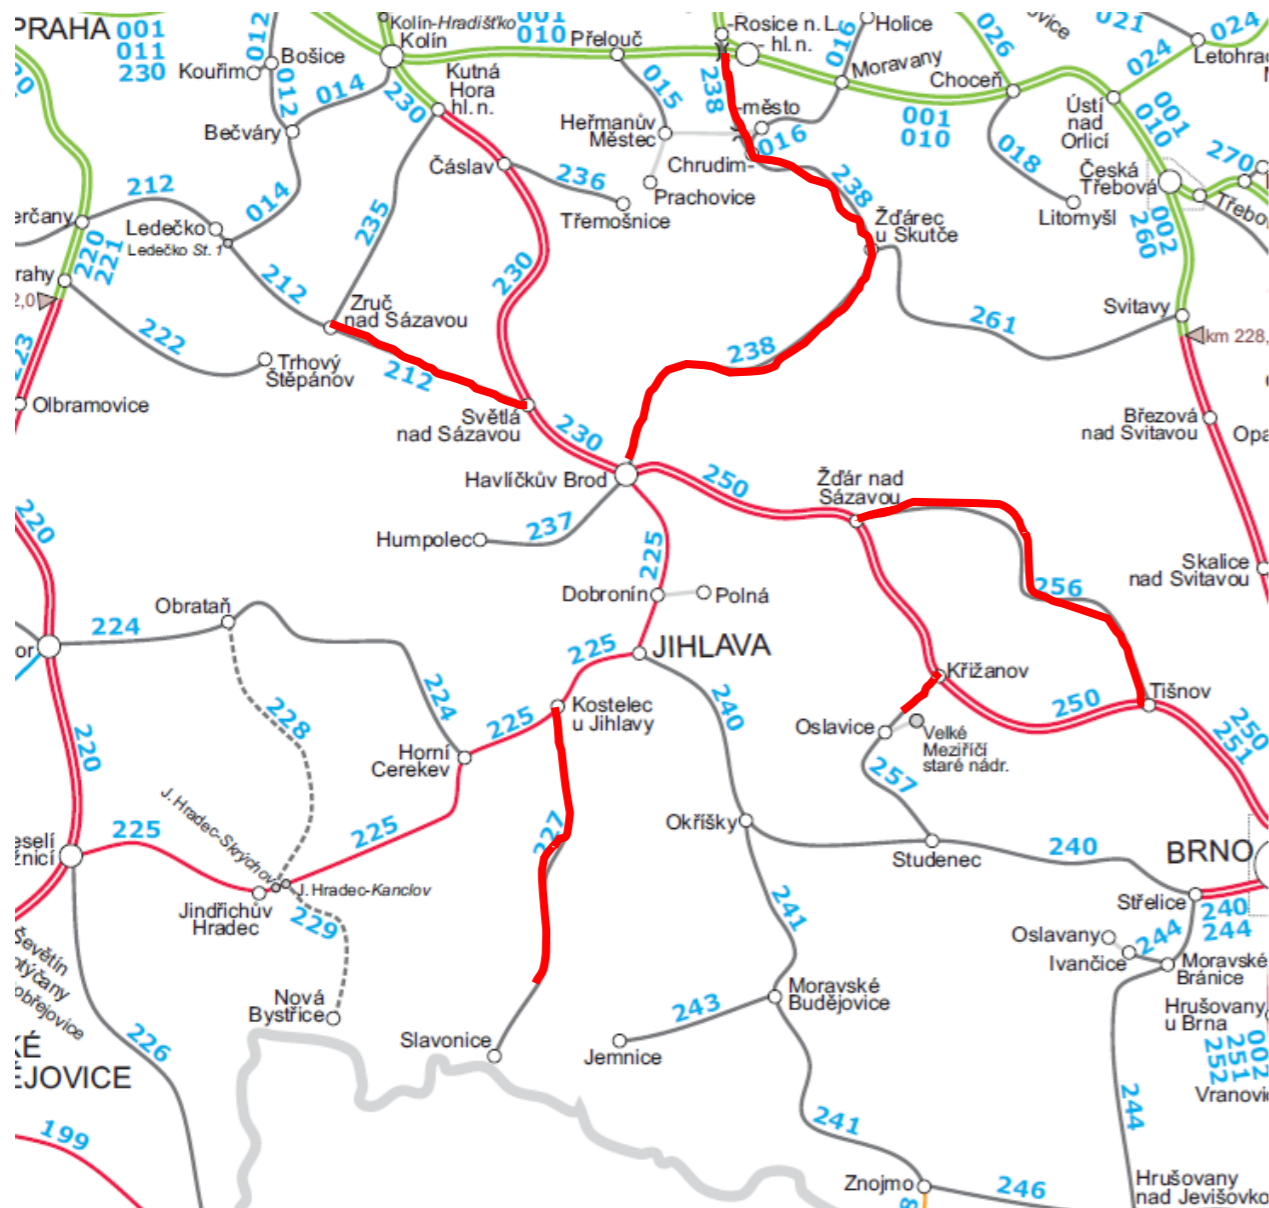 PRAHA
001
011
230
012
Kolín-Hradišťko
Kolín
001
010
Přelouč
Rosice n. L.
- hl. n.
016
Holice
026
021
024
Letohrad
Bošice
Kouřim
012
014
230
Kutná
Hora
hl. n.
015
238
Moravany
Choceň
024
Bečváry
Heřmanův
Městec
-město
016
Chrudim-
001
010
Ústí
nad
Orlicí
001
010
018
Česká
Třebová
270
Čáslav
236
Třemošnice
Prachovice
238
Žďárec
u Skutče
Litomyšl
002
260
212
014
Ledečko
Ledečko St. 1
235
220
221
212
230
Svitavy
261
km 228,
222
Zruč
nad Sázavou
Trhový
Štěpánov
212
238
Olbramovice
Světlá
nad Sázavou
230
Březová
nad Svitavou
Havlíčkův Brod
250
Žďár nad
Sázavou
220
237
Humpolec
225
Skalice
nad Svitavou
256
Dobronín
Polná
Obrataň
224
225
JIHLAVA
224
Křižanov
250
Tišnov
228
225
Kostelec
u Jihlavy
240
Oslavice
Velké
Meziříčí
staré nádr.
250
251
220
Horní
Cerekev
257
J. Hradec-Skrýchov
225
225
227
Okříšky
Studenec
240
BRNO
J. Hradec-Kanclov
Jindřichův
Hradec
229
241
Střelice
240
244
Oslavany
Ivančice
244
Moravské
Bránice
Nová
Bystřice
Moravské
Budějovice
243
Hrušovany
u Brna
226
Slavonice
Jemnice
002
251
252
244
241
199
Znojmo
246
Hrušovany
nad Jevišovko